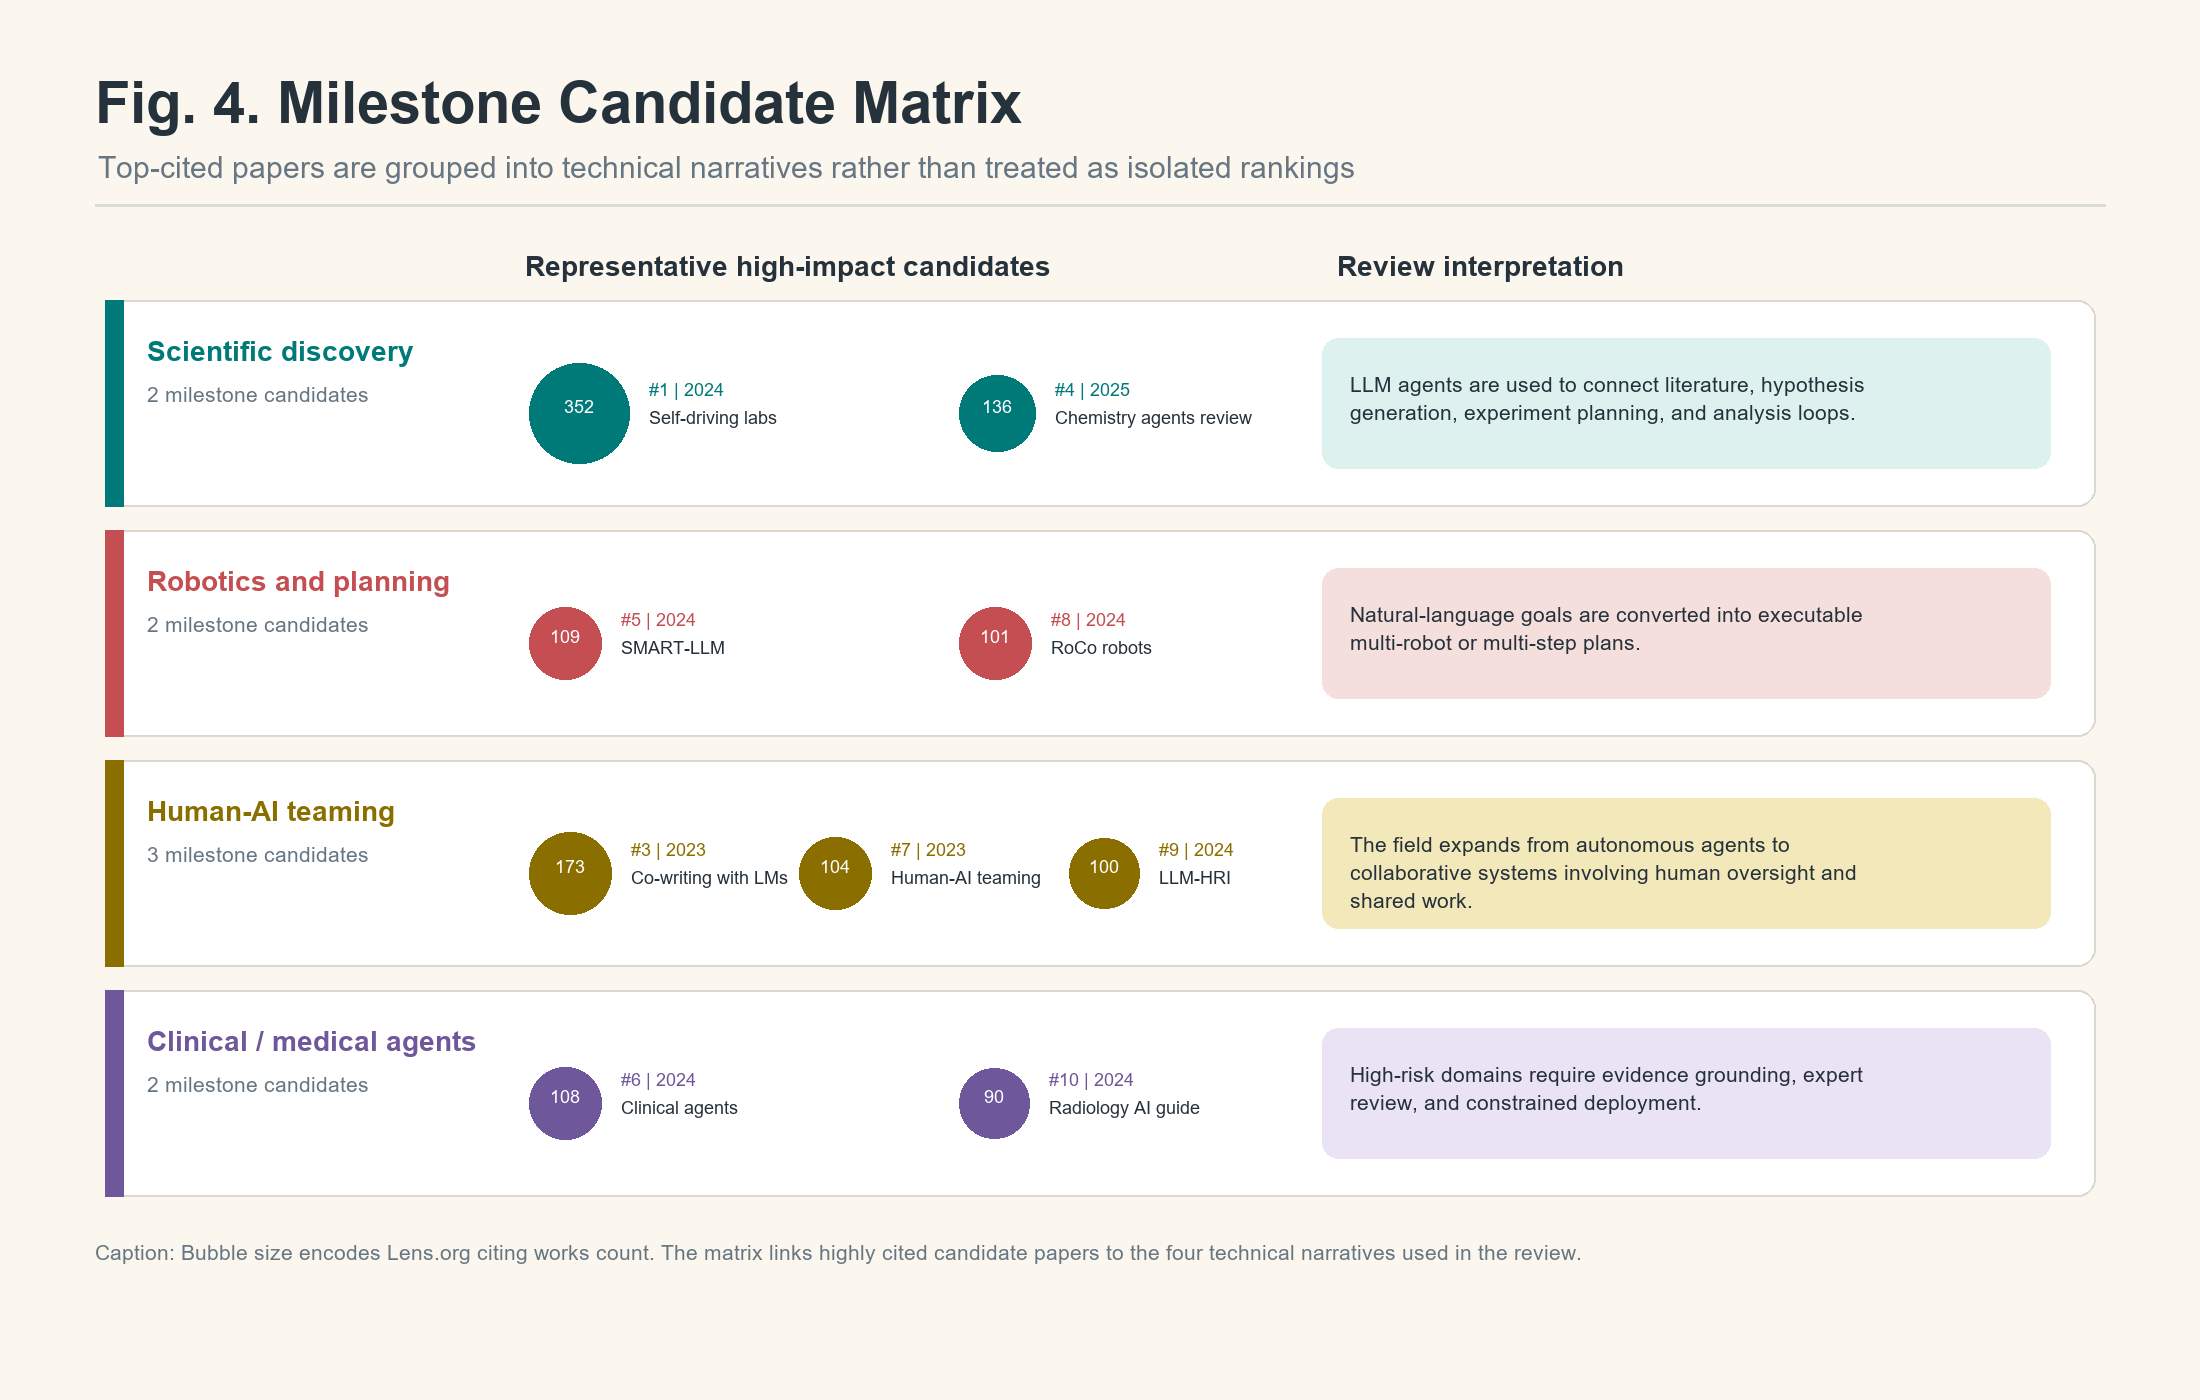 Fig. 4. Milestone Candidate Matrix
Top-cited papers are grouped into technical narratives rather than treated as isolated rankings
Representative high-impact candidates
Review interpretation
Scientific discovery
2 milestone candidates
352
#1 | 2024
Self-driving labs
136
#4 | 2025
Chemistry agents review
LLM agents are used to connect literature, hypothesis
generation, experiment planning, and analysis loops.
Robotics and planning
2 milestone candidates
109
#5 | 2024
SMART-LLM
101
#8 | 2024
RoCo robots
Natural-language goals are converted into executable
multi-robot or multi-step plans.
Human-AI teaming
3 milestone candidates
173
#3 | 2023
Co-writing with LMs
104
#7 | 2023
Human-AI teaming
100
#9 | 2024
LLM-HRI
The field expands from autonomous agents to
collaborative systems involving human oversight and
shared work.
Clinical / medical agents
2 milestone candidates
108
#6 | 2024
Clinical agents
90
#10 | 2024
Radiology AI guide
High-risk domains require evidence grounding, expert
review, and constrained deployment.
Caption: Bubble size encodes Lens.org citing works count. The matrix links highly cited candidate papers to the four technical narratives used in the review.